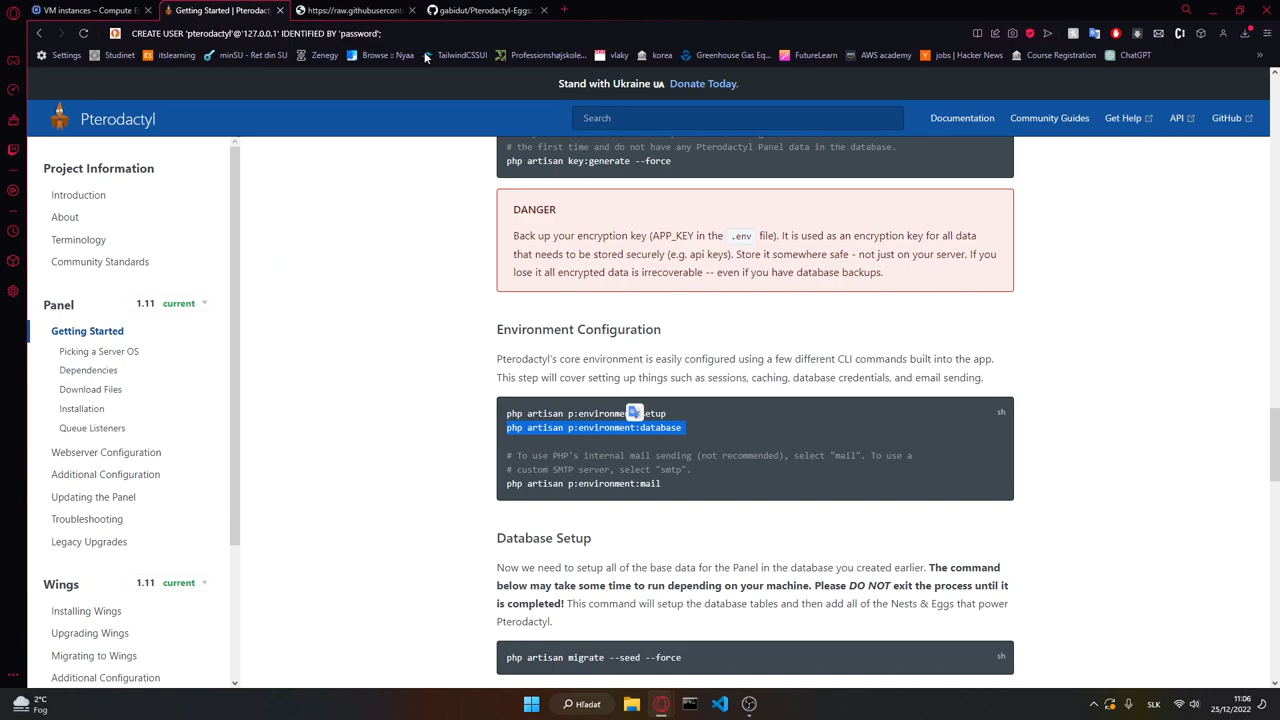 VM instances – Compute E
Getting Started | Pterodac
https://raw.githubusercont
gabidut/Pterodactyl-Eggs:
CREATE USER 'pterodactyl'@'127.0.0.1' IDENTIFIED BY 'password';
Settings
Studinet
itslearning
minSU - Ret din SU
Zenegy
Browse :: Nyaa
TailwindCSSUI
Professionshøjskole...
vlaky
korea
Greenhouse Gas Eq...
FutureLearn
AWS academy
jobs | Hacker News
Course Registration
ChatGPT
Stand with Ukraine UA Donate Today.
Pterodactyl
Search
Documentation
Community Guides
Get Help
API
GitHub
Project Information
Introduction
About
Terminology
Community Standards
Panel
1.11 current
Getting Started
Picking a Server OS
Dependencies
Download Files
Installation
Queue Listeners
Webserver Configuration
Additional Configuration
Updating the Panel
Troubleshooting
Legacy Upgrades
Wings
1.11 current
Installing Wings
Upgrading Wings
Migrating to Wings
Additional Configuration
# the first time and do not have any Pterodactyl Panel data in the database.
php artisan key:generate --force
DANGER
Back up your encryption key (APP_KEY in the .env file). It is used as an encryption key for all data
that needs to be stored securely (e.g. api keys). Store it somewhere safe - not just on your server. If you
lose it all encrypted data is irrecoverable -- even if you have database backups.
Environment Configuration
Pterodactyl's core environment is easily configured using a few different CLI commands built into the app.
This step will cover setting up things such as sessions, caching, database credentials, and email sending.
sh
php artisan p:environme setup
php artisan p:environment:database
# To use PHP's internal mail sending (not recommended), select "mail". To use a
# custom SMTP server, select "smtp".
php artisan p:environment:mail
Database Setup
Now we need to setup all of the base data for the Panel in the database you created earlier. The command
below may take some time to run depending on your machine. Please DO NOT exit the process until it
is completed! This command will setup the database tables and then add all of the Nests & Eggs that power
Pterodactyl.
php artisan migrate --seed --force
sh
2°C
Fog
Hľadať
SLK
11:06
25/12/2022